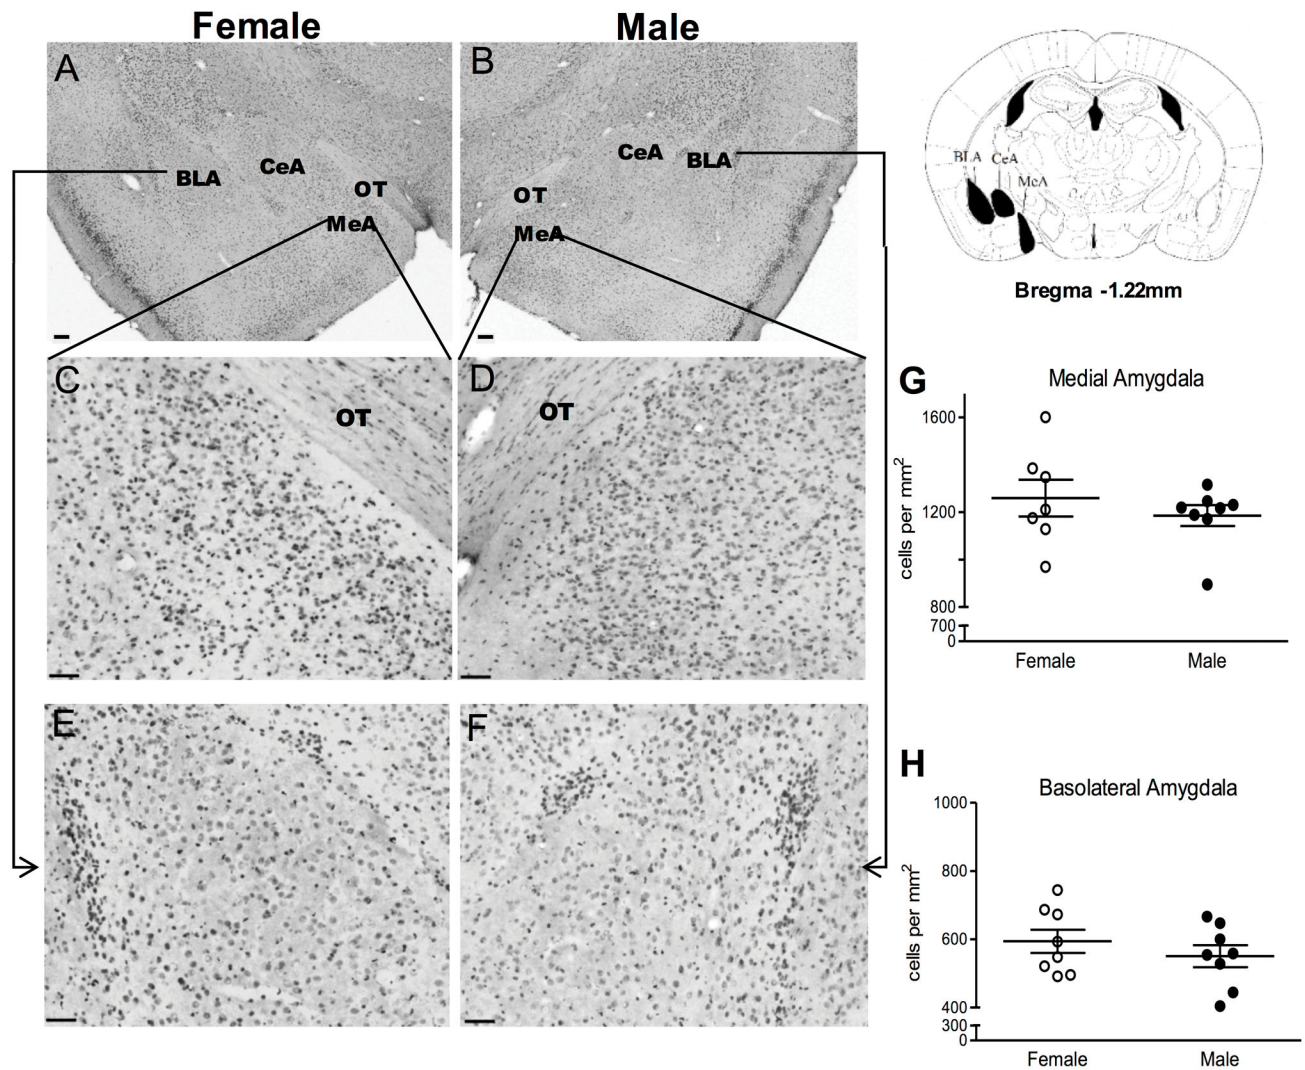 Female
Male
A
B
CeA
BLA
OT
MeA
CeA
BLA
OT
MeA
BLA CeA
MeA
Bregma -1.22mm
C
OT
D
OT
E
F
G
Medial Amygdala
cells per mm²
1600
1200
800
700
0
Female
Male
H
Basolateral Amygdala
cells per mm²
1000
800
600
400
300
0
Female
Male